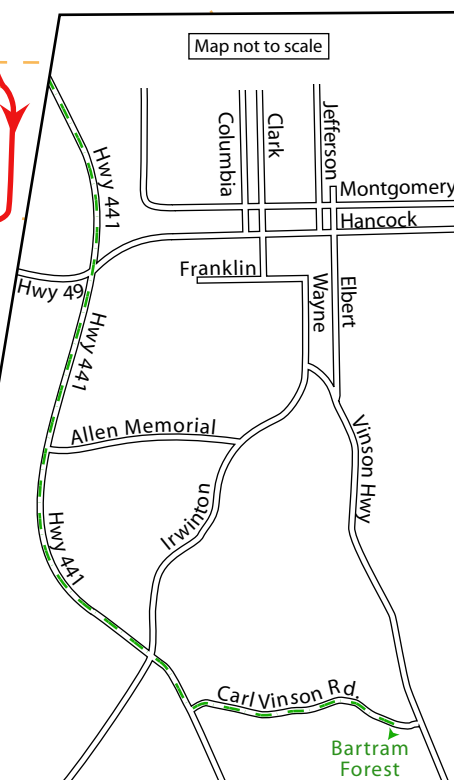 Map not to scale
Jefferson
Columbia
Clark
Hwy 441
Montgomery
Hancock
Franklin
Hwy 49
Wayne
Elbert
Hwy 441
Allen Memorial
Vinson Hwy
Irwinton
Hwy 441
Carl Vinson Rd.
Bartram
Forest